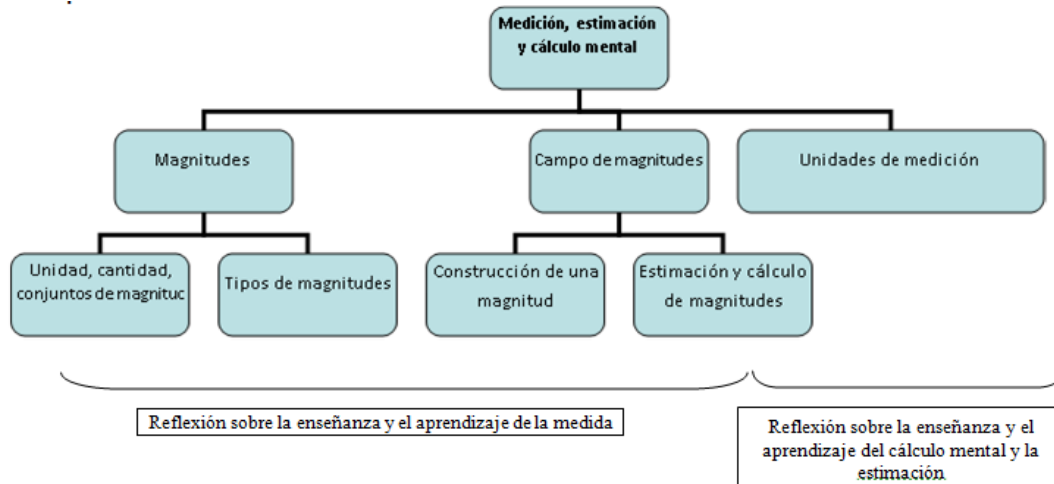 Medición, estimación
y cálculo mental
Magnitudes
Campo de magnitudes
Unidades de medición
Unidad, cantidad,
conjuntos de magnituc
Tipos de magnitudes
Construcción de una
magnitud
Estimación y cálculo
de magnitudes
Reflexión sobre la enseñanza y el aprendizaje de la medida
Reflexión sobre la enseñanza y el
aprendizaje del cálculo mental y la
estimación